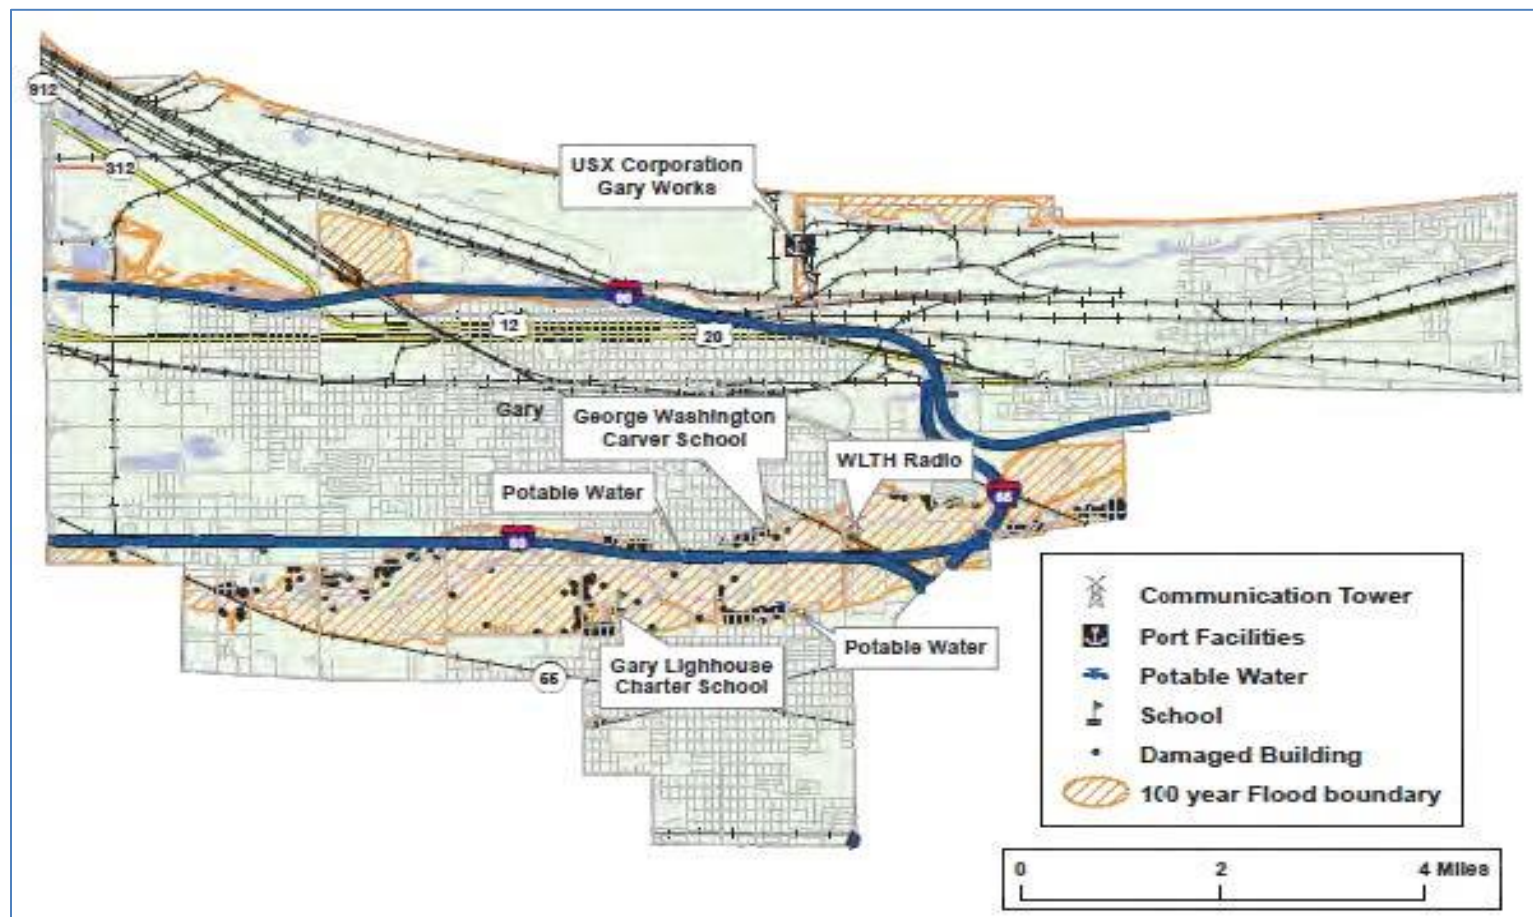 912
312
USX Corporation
Gary Works
90
12
20
Gary
George Washington
Carver School
WLTH Radio
Potable Water
65
Potable Water
Gary Lighhouse
Charter School
55
Communication Tower
Port Facilities
Potable Water
School
Damaged Building
100 year Flood boundary
0
2
4 Miles